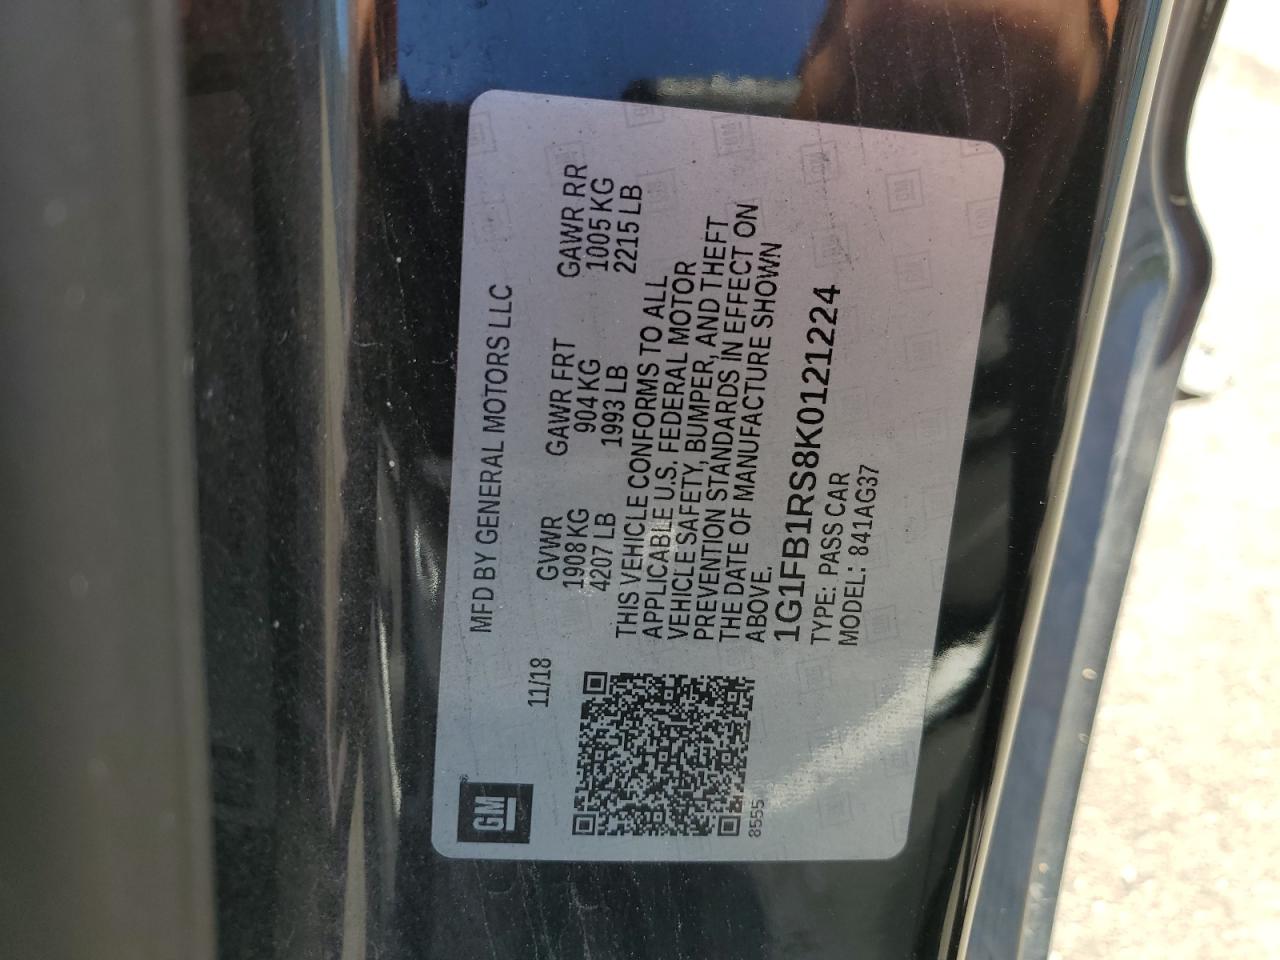 GM
MFD BY GENERAL MOTORS LLC
11/18
GVWR GAWR FRT GAWR RR
1908 KG 904 KG 1005 KG
4207 LB 1993 LB 2215 LB
THIS VEHICLE CONFORMS TO ALL
APPLICABLE U.S. FEDERAL MOTOR
VEHICLE SAFETY, BUMPER, AND THEFT
PREVENTION STANDARDS IN EFFECT ON
THE DATE OF MANUFACTURE SHOWN
ABOVE.
1G1FB1RS8K0121224
TYPE: PASS CAR
MODEL: 841AG37
8555